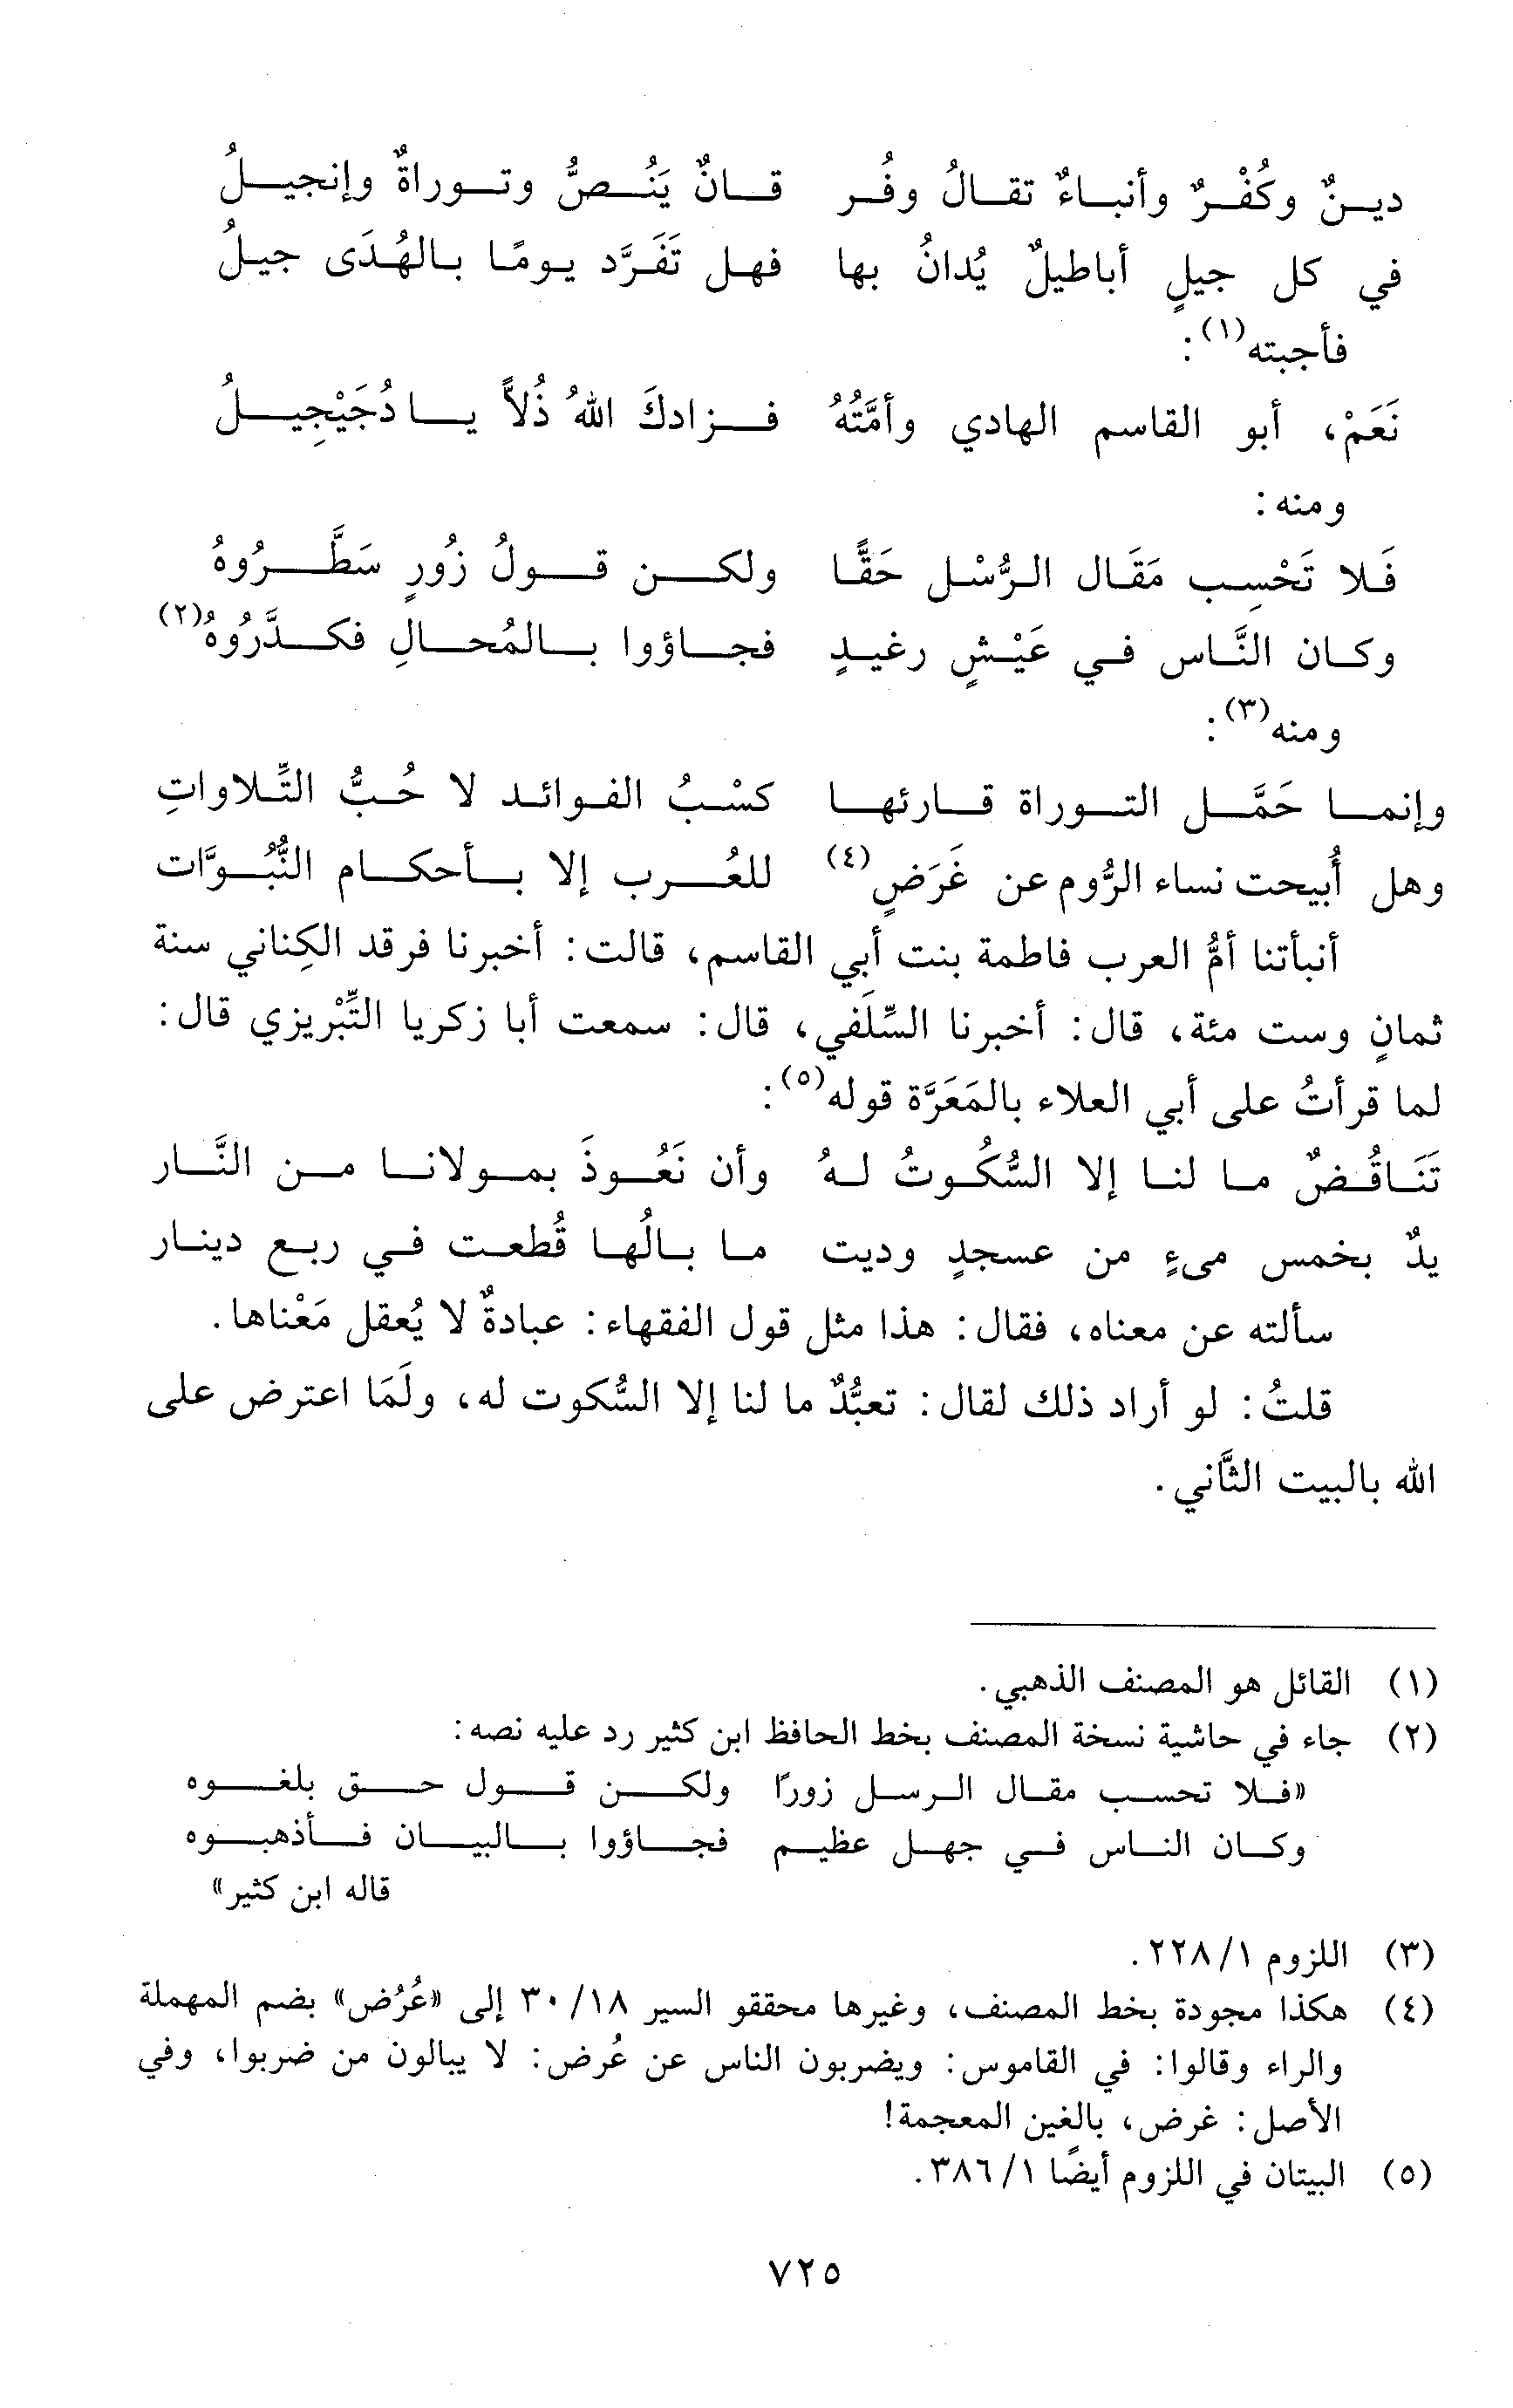 دينٌ وكُفْرٌ وأنباءٌ تقالُ وفُر قانٌ يَنُصُّ وتوراةٌ وإنجيلُ
في كل جيلٍ أباطيلٌ يُدانُ بها فهل تَفَرَّد يومًا بالهُدَى جيلُ
فأجبته(١):
نَعَمْ، أبو القاسم الهادي وأمَّتُهُ فزادكَ اللهُ ذُلاًّ يا دُجَيْجِيلُ
ومنه:
فَلا تَحْسِب مَقَال الرُّسْل حَقًّا ولكن قولُ زُورٍ سَطَّرُوهُ
وكان النَّاس في عَيْشٍ رغيدٍ فجاؤوا بالمُحالِ فكدَّرُوهُ(٢)
ومنه(٣):
وإنما حَمَّل التوراة قارئها كسْبُ الفوائد لا حُبُّ التِّلاواتِ
وهل أُبيحت نساء الرُّوم عن غَرَضٍ(٤) للعُرب إلا بأحكام النُّبُوَّات
أنبأتنا أمُّ العرب فاطمة بنت أبي القاسم، قالت: أخبرنا فرقد الكِناني سنة
ثمانٍ وست مئة، قال: أخبرنا السِّلَفي، قال: سمعت أبا زكريا التِّبْريزي قال:
لما قرأتُ على أبي العلاء بالمَعَرَّة قوله(٥):
تَنَاقُضٌ ما لنا إلا السُّكُوتُ لهُ وأن نَعُوذَ بمولانا من النَّار
يدٌ بخمس مىءٍ من عسجدٍ وديت ما بالُها قُطعت في ربع دينار
سألته عن معناه، فقال: هذا مثل قول الفقهاء: عبادةٌ لا يُعقل مَعْناها.
قلتُ: لو أراد ذلك لقال: تعبُّدٌ ما لنا إلا السُّكوت له، ولَمَا اعترض على
الله بالبيت الثَّاني.
(١) القائل هو المصنف الذهبي.
(٢) جاء في حاشية نسخة المصنف بخط الحافظ ابن كثير رد عليه نصه:
«فلا تحسب مقال الرسل زورًا ولكن قول حق بلغوه
وكان الناس في جهل عظيم فجاؤوا بالبيان فأذهبوه
قاله ابن كثير»
(٣) اللزوم ١/ ٢٢٨.
(٤) هكذا مجودة بخط المصنف، وغيرها محققو السير ١٨/ ٣٠ إلى «عُرُض» بضم المهملة
والراء وقالوا: في القاموس: ويضربون الناس عن عُرض: لا يبالون من ضربوا، وفي
الأصل: غرض، بالغين المعجمة!
(٥) البيتان في اللزوم أيضًا ١/ ٣٨٦.
٧٢٥